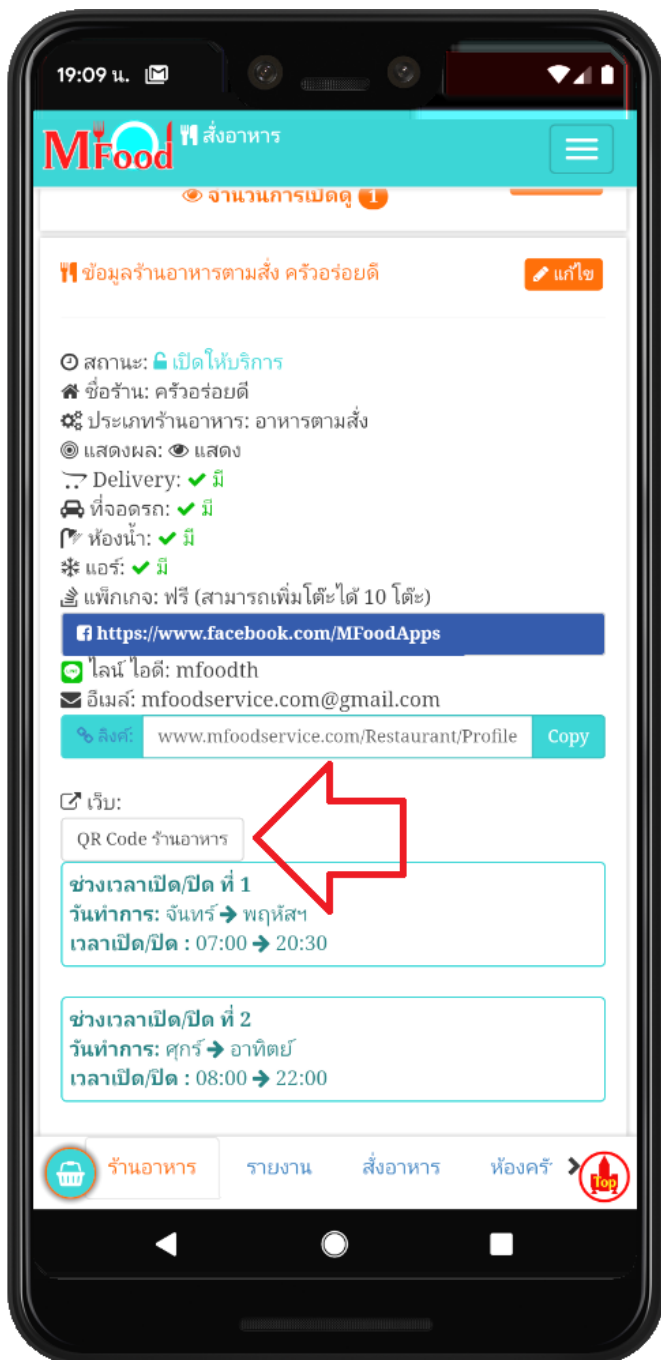 19:09 น.
MFood สั่งอาหาร
จำนวนการเปิดดู 1
ข้อมูลร้านอาหารตามสั่ง ครัวอร่อยดี
แก้ไข
สถานะ: เปิดให้บริการ
ชื่อร้าน: ครัวอร่อยดี
ประเภทร้านอาหาร: อาหารตามสั่ง
แสดงผล: แสดง
Delivery: มี
ที่จอดรถ: มี
ห้องน้ำ: มี
แอร์: มี
แพ็กเกจ: ฟรี (สามารถเพิ่มโต๊ะได้ 10 โต๊ะ)
https://www.facebook.com/MFoodApps
ไลน์ ไอดี: mfoodth
อีเมล์: mfoodservice.com@gmail.com
ลิงค์: www.mfoodservice.com/Restaurant/Profile Copy
เว็บ:
QR Code ร้านอาหาร
ช่วงเวลาเปิด/ปิด ที่ 1
วันทำการ: จันทร์ → พฤหัสฯ
เวลาเปิด/ปิด : 07:00 → 20:30
ช่วงเวลาเปิด/ปิด ที่ 2
วันทำการ: ศุกร์ → อาทิตย์
เวลาเปิด/ปิด : 08:00 → 22:00
ร้านอาหาร รายงาน สั่งอาหาร ห้องครั
Top